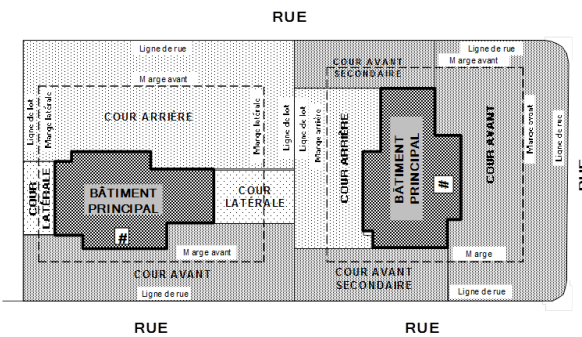 RUE
Ligne de rue
Marge avant
COUR ARRIÈRE
Ligne de lot
Marge latérale
Marge latérale
Ligne de lot
COUR
LATÉRALE
BÂTIMENT
PRINCIPAL
#
COUR
LATÉRALE
Marge avant
COUR AVANT
Ligne de rue
RUE
Ligne de rue
Marge avant
COUR AVANT
SECONDAIRE
Ligne de lot
Marge arrière
COUR ARRIÈRE
BÂTIMENT
PRINCIPAL
#
COUR AVANT
Marge avant
Ligne de rue
RUE
Marge
COUR AVANT
SECONDAIRE
Ligne de rue
RUE